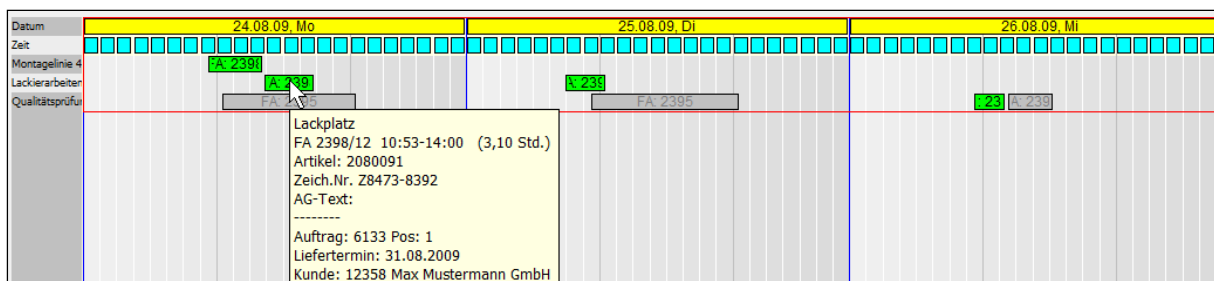 Datum 24.08.09, Mo 25.08.09, Di 26.08.09, Mi
Zeit
Montagelinie 4 A: 2398
Lackierarbeiten A: 239 A: 239
Qualitätsprüfu FA: 2395 FA: 2395 : 23 A: 239
Lackplatz
FA 2398/12 10:53-14:00 (3,10 Std.)
Artikel: 2080091
Zeich.Nr. Z8473-8392
AG-Text:
--------
Auftrag: 6133 Pos: 1
Liefertermin: 31.08.2009
Kunde: 12358 Max Mustermann GmbH